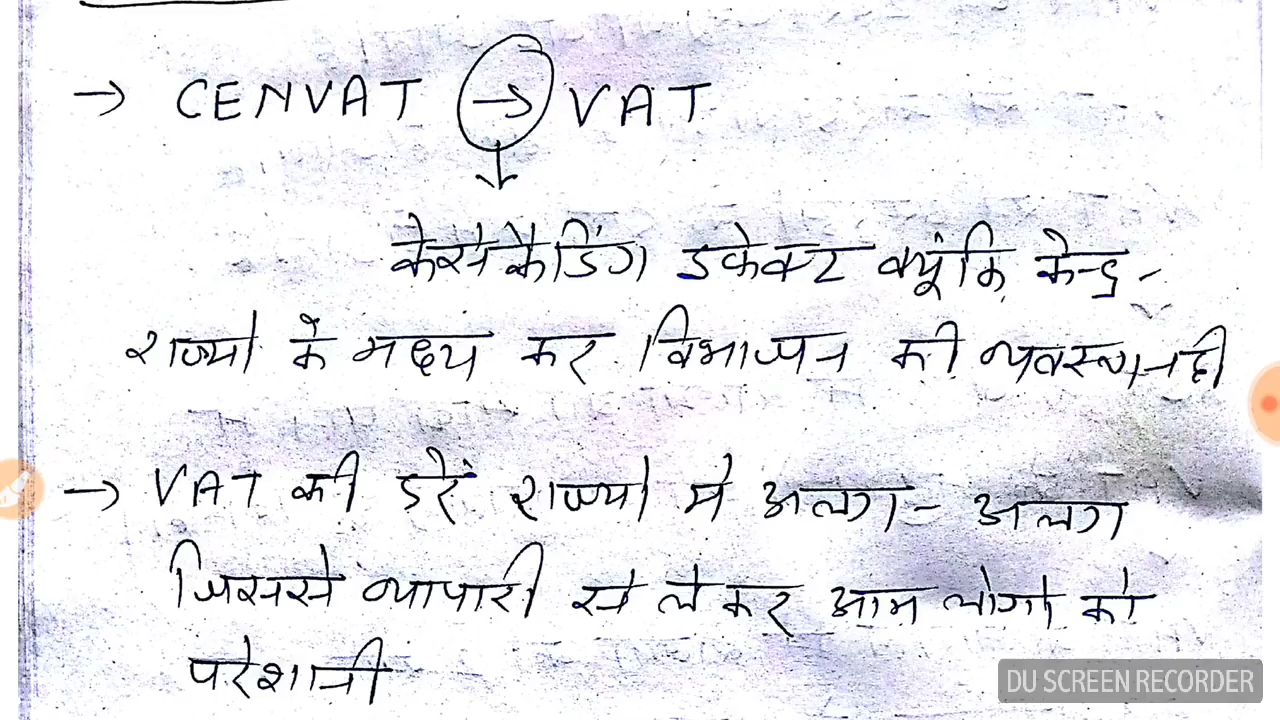 → CENVAT → VAT
↓
कैसेकैडिंग इफेक्ट क्यूंकि केन्द्र -
राज्यों के मध्य कर विभाजन की व्यवस्था नही
→ VAT की दरें राज्यों मे अलग - अलग
जिससे व्यापारी से लेकर आम लोगो को
परेशानी
DU SCREEN RECORDER